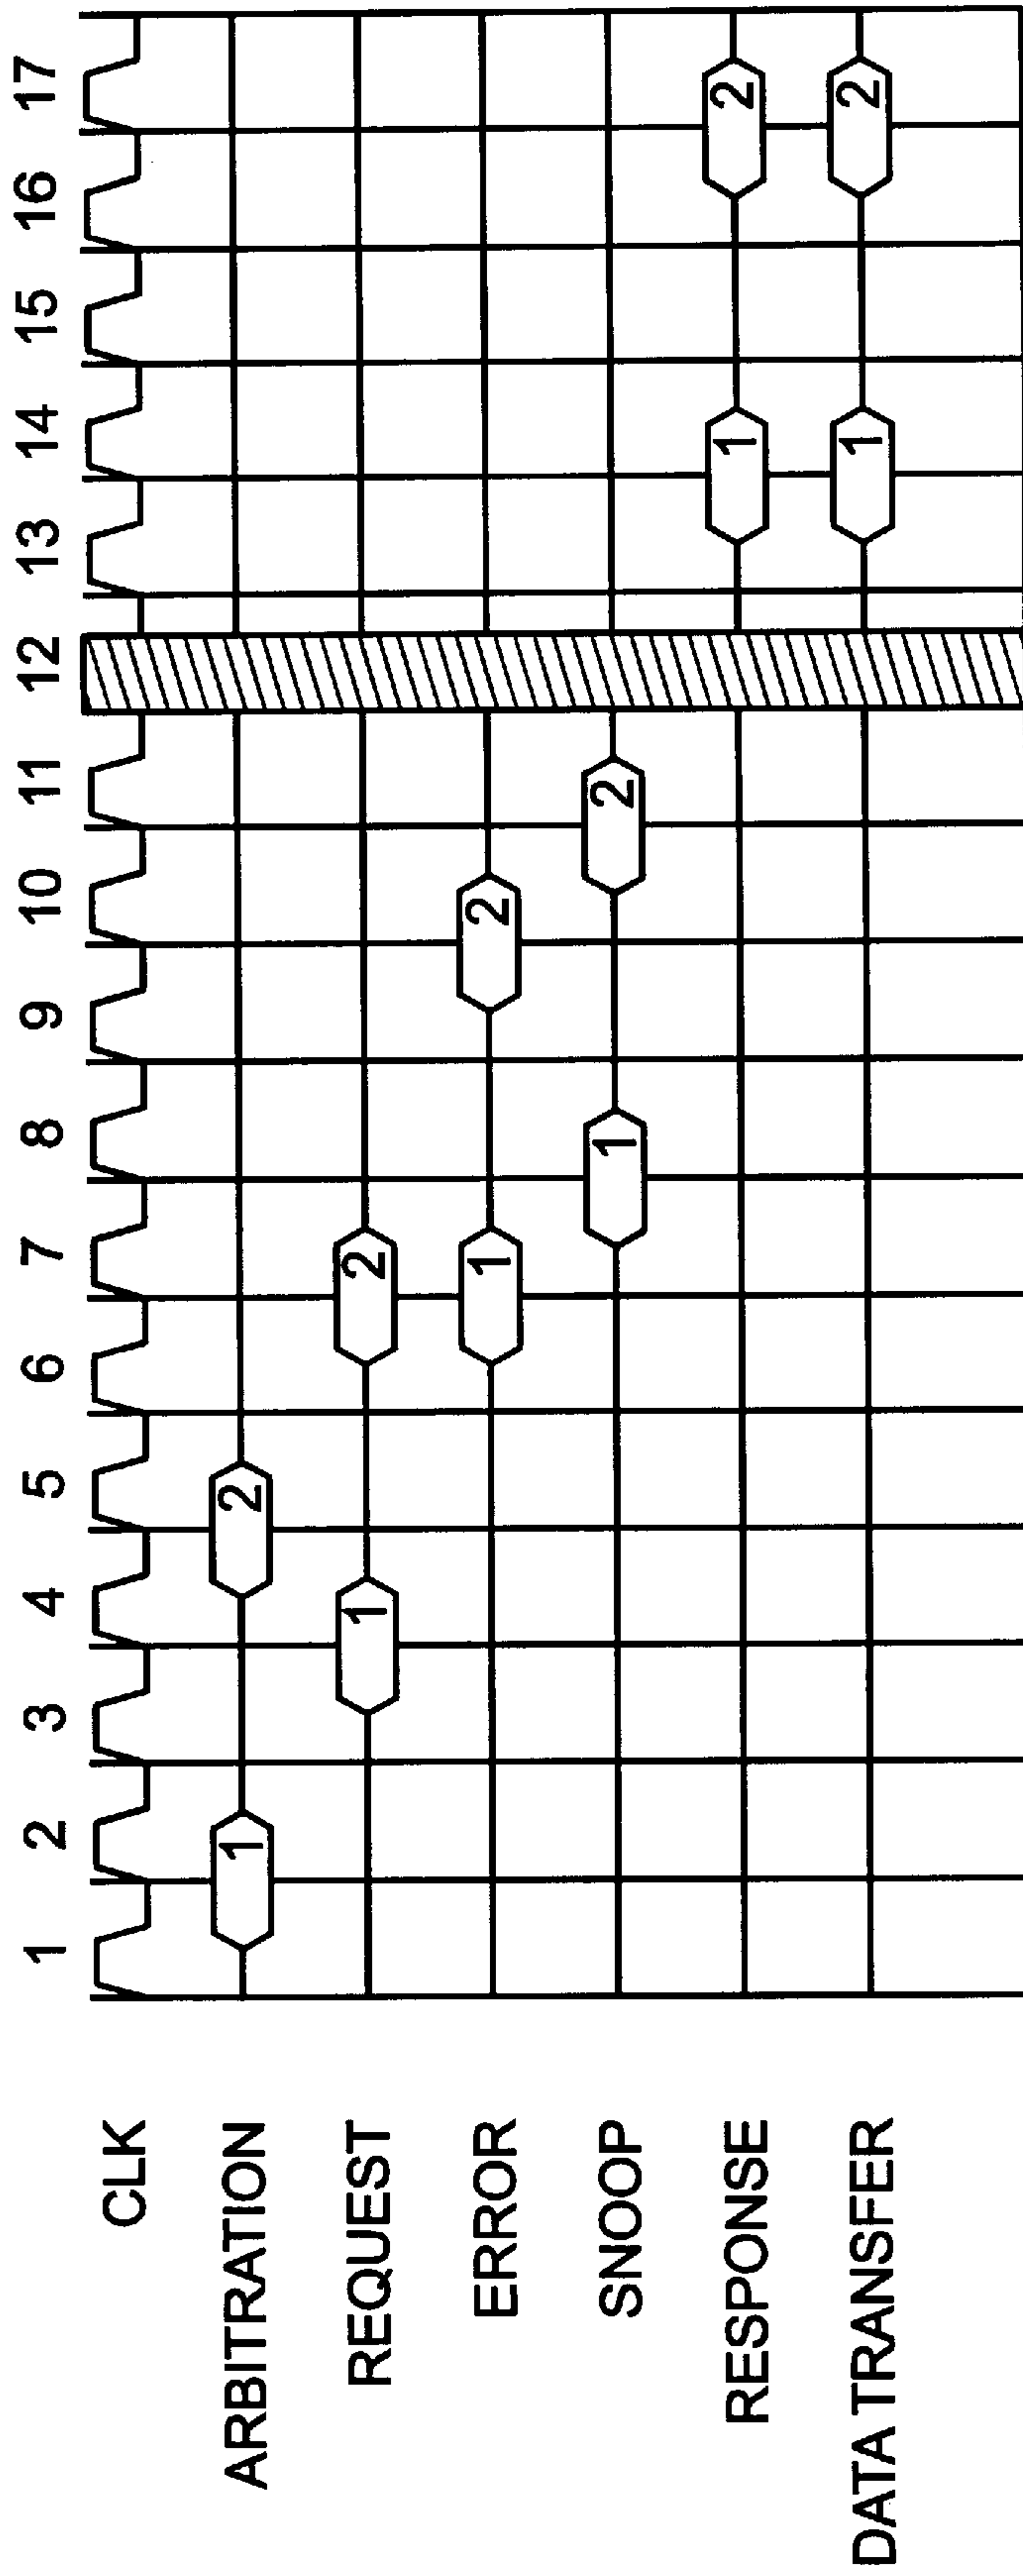 1 2 3 4 5 6 7 8 9 10 11 12 13 14 15 16 17
CLK
ARBITRATION 1 2
REQUEST 1 2
ERROR 1 2
SNOOP 1 2
RESPONSE 1 2
DATA TRANSFER 1 2